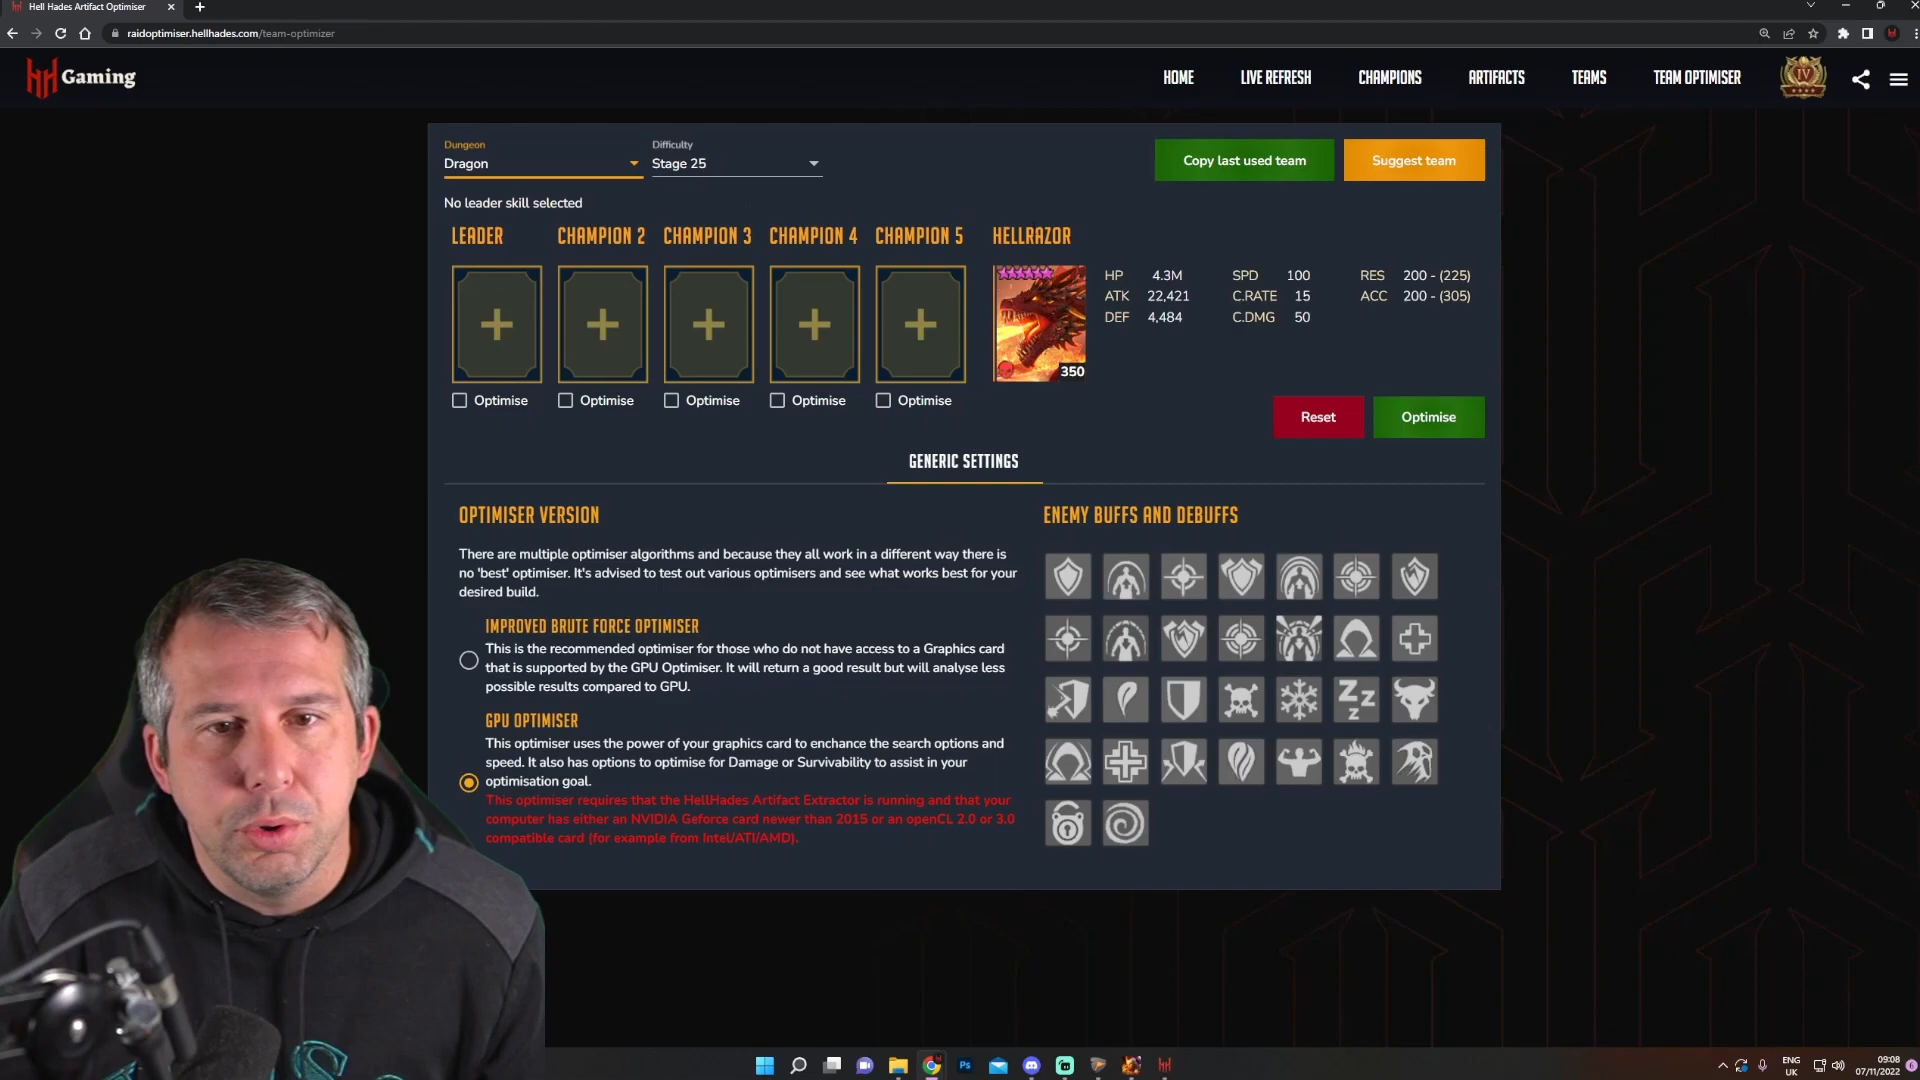 Hell Hades Artifact Optimiser
raidoptimiser.hellhades.com/team-optimizer
Gaming
HOME
LIVE REFRESH
CHAMPIONS
ARTIFACTS
TEAMS
TEAM OPTIMISER
IV
Dungeon
Dragon
Difficulty
Stage 25
Copy last used team
Suggest team
No leader skill selected
LEADER
CHAMPION 2
CHAMPION 3
CHAMPION 4
CHAMPION 5
HELLRAZOR
350
HP 4.3M
SPD 100
RES 200 - (225)
ATK 22,421
C.RATE 15
ACC 200 - (305)
DEF 4,484
C.DMG 50
Optimise
Optimise
Optimise
Optimise
Optimise
Reset
Optimise
GENERIC SETTINGS
OPTIMISER VERSION
There are multiple optimiser algorithms and because they all work in a different way there is
no 'best' optimiser. It's advised to test out various optimisers and see what works best for your
desired build.
IMPROVED BRUTE FORCE OPTIMISER
This is the recommended optimiser for those who do not have access to a Graphics card
that is supported by the GPU Optimiser. It will return a good result but will analyse less
possible results compared to GPU.
GPU OPTIMISER
This optimiser uses the power of your graphics card to enchance the search options and
speed. It also has options to optimise for Damage or Survivability to assist in your
optimisation goal.
This optimiser requires that the HellHades Artifact Extractor is running and that your
computer has either an NVIDIA Geforce card newer than 2015 or an openCL 2.0 or 3.0
compatible card (for example from Intel/ATI/AMD).
ENEMY BUFFS AND DEBUFFS
Z Z Z
Ps
ENG
UK
09:08
07/11/2022
6